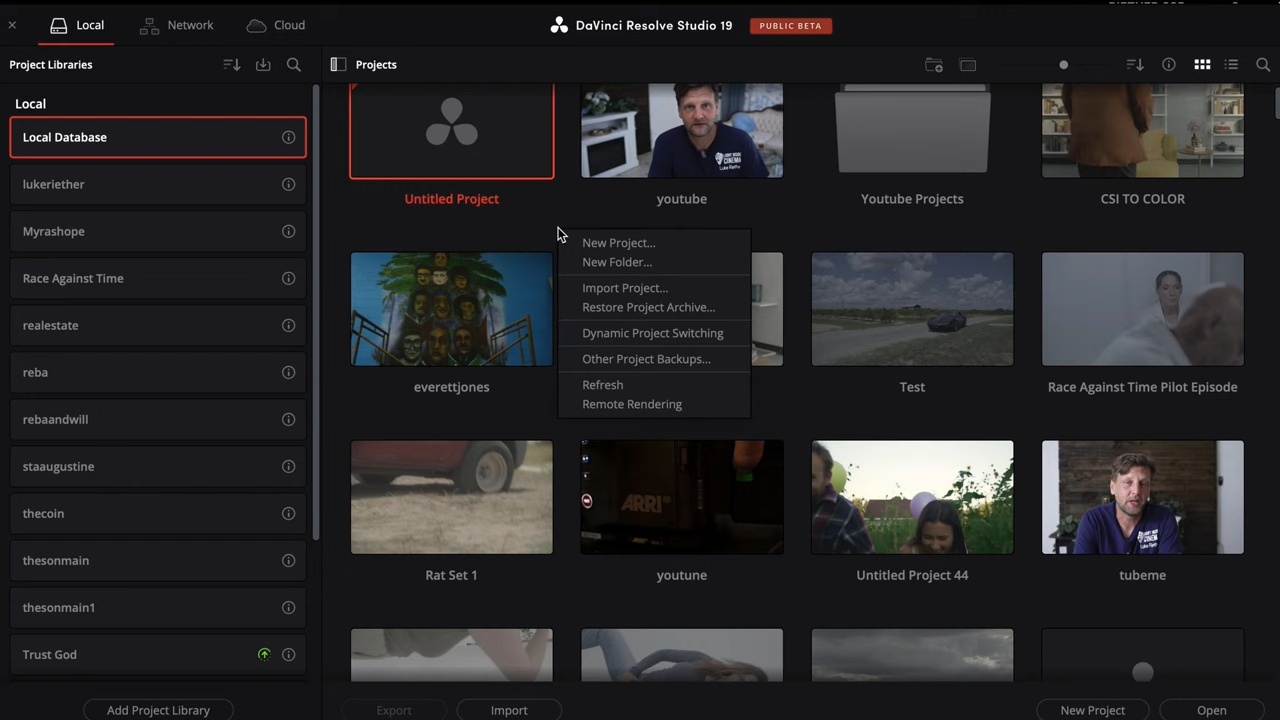 Local
Network
Cloud
DaVinci Resolve Studio 19
PUBLIC BETA
Project Libraries
Projects
Local
Local Database
lukeriether
Myrashope
Race Against Time
realestate
reba
rebaandwill
staaugustine
thecoin
thesonmain
thesonmain1
Trust God
Add Project Library
Untitled Project
youtube
Youtube Projects
CSI TO COLOR
New Project...
New Folder...
Import Project...
Restore Project Archive...
Dynamic Project Switching
Other Project Backups...
Refresh
Remote Rendering
everettjones
Test
Race Against Time Pilot Episode
ARRI
Rat Set 1
youtune
Untitled Project 44
tubeme
Export
Import
New Project
Open